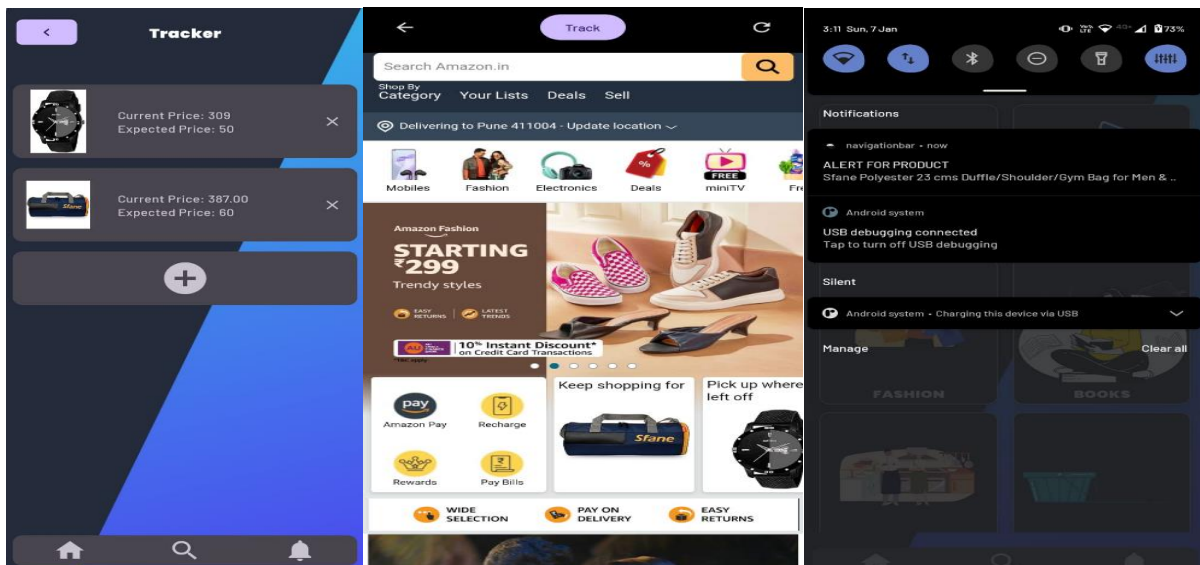 <
Tracker
Current Price: 309
Expected Price: 50
×
Sfane
Current Price: 387.00
Expected Price: 60
×
+
←
Track
Search Amazon.in
Shop By
Category
Your Lists
Deals
Sell
Delivering to Pune 411004 - Update location
%
FREE
Mobiles
Fashion
Electronics
Deals
miniTV
Fre
Amazon Fashion
STARTING
₹299
Trendy styles
EASY RETURNS
LATEST TRENDS
AU
10% Instant Discount*
on Credit Card Transactions
Keep shopping for
Pick up where
left off
pay
Amazon Pay
Recharge
Sfane
Rewards
Pay Bills
WIDE SELECTION
PAY ON DELIVERY
EASY RETURNS
3:11 Sun, 7 Jan
LTE
4G+
73%
Notifications
navigationbar • now
ALERT FOR PRODUCT
Sfane Polyester 23 cms Duffle/Shoulder/Gym Bag for Men & ..
Android system
USB debugging connected
Tap to turn off USB debugging
Silent
Android system • Charging this device via USB
Manage
Clear all
FASHION
BOOKS